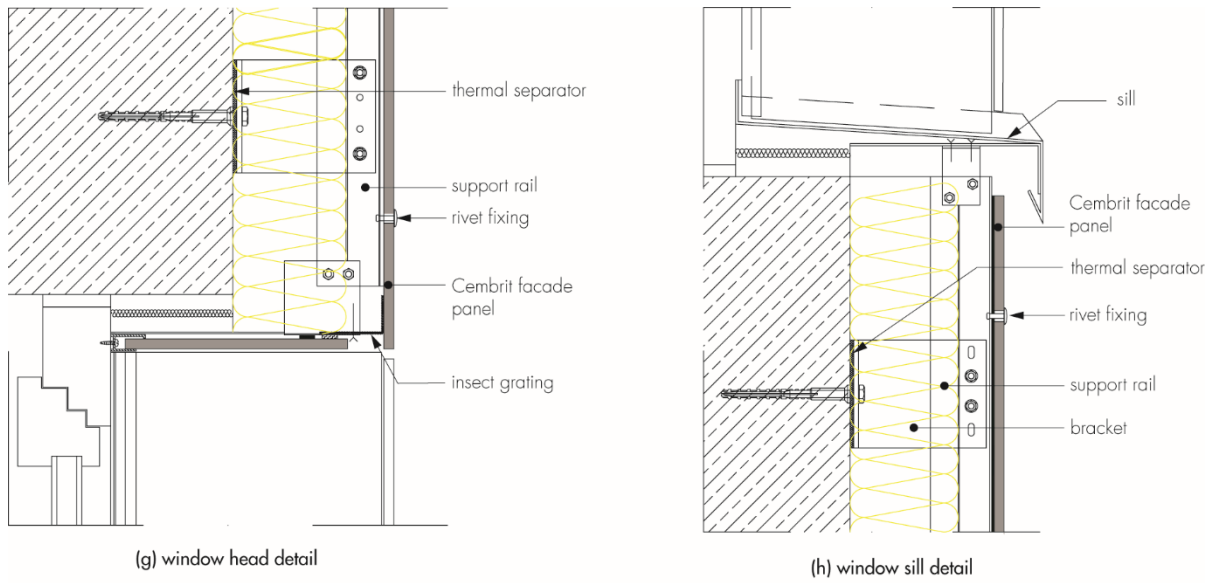 thermal separator
support rail
rivet fixing
Cembrit facade
panel
insect grating
(g) window head detail
sill
Cembrit facade
panel
thermal separator
rivet fixing
support rail
bracket
(h) window sill detail